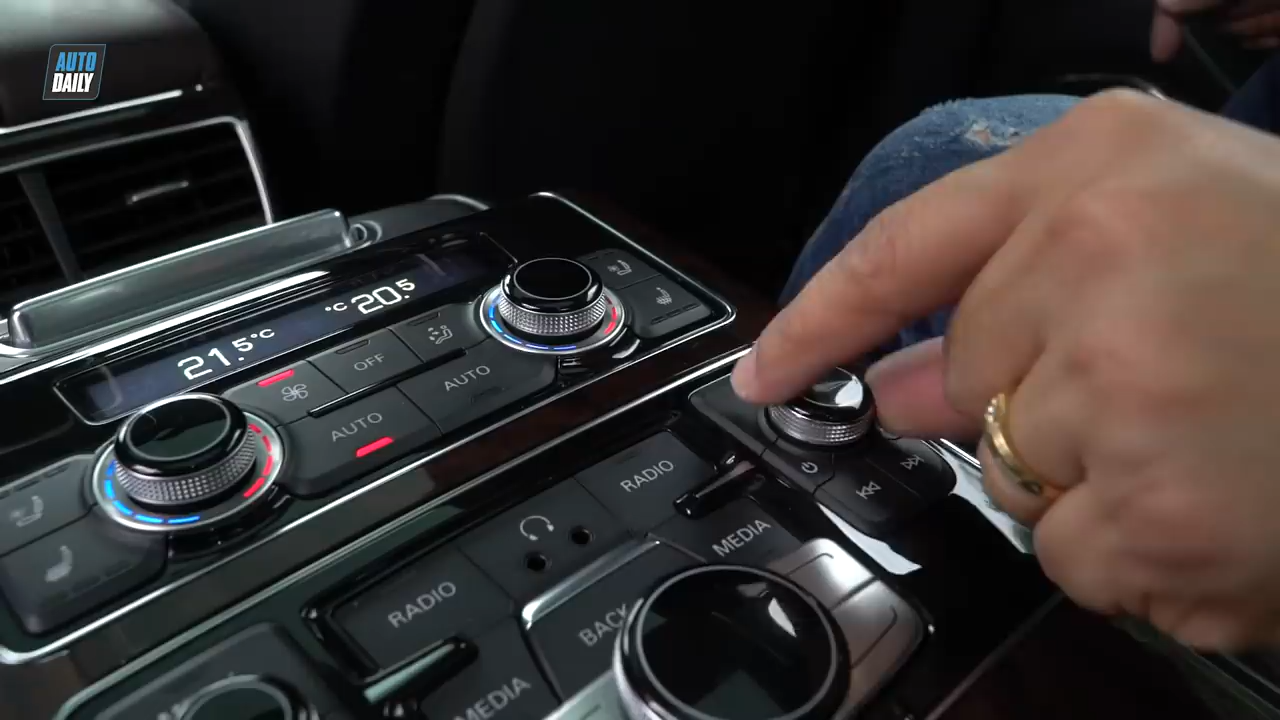 AUTO
DAILY
21.5°C
°C 20.5
OFF
AUTO
AUTO
RADIO
MEDIA
RADIO
BACK
MEDIA